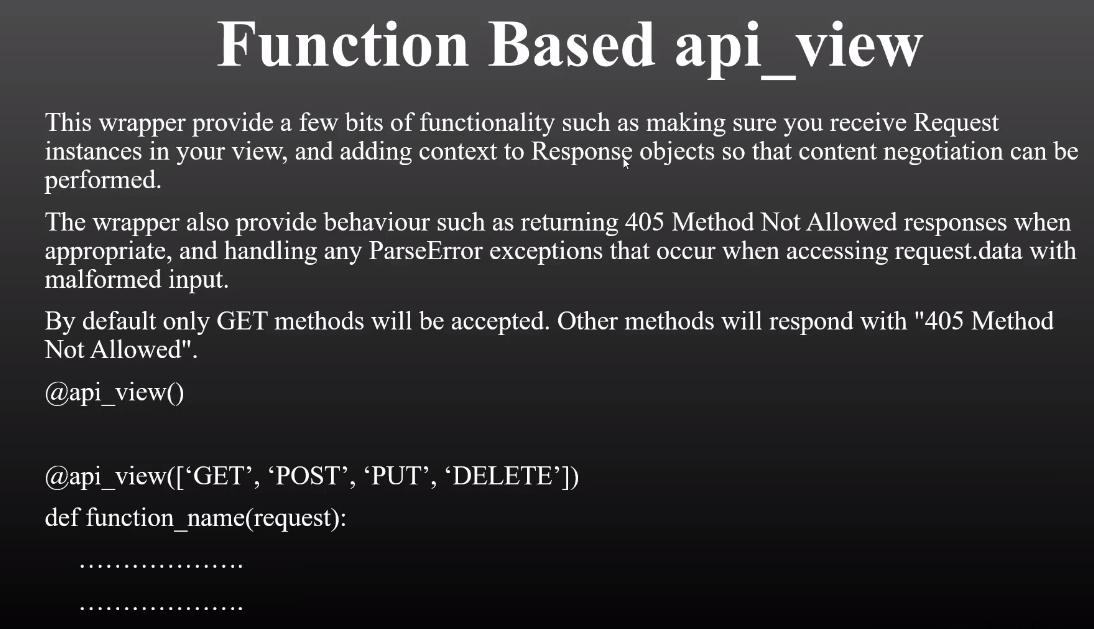 Function Based api_view
This wrapper provide a few bits of functionality such as making sure you receive Request
instances in your view, and adding context to Response objects so that content negotiation can be
performed.
The wrapper also provide behaviour such as returning 405 Method Not Allowed responses when
appropriate, and handling any ParseError exceptions that occur when accessing request.data with
malformed input.
By default only GET methods will be accepted. Other methods will respond with "405 Method
Not Allowed".
@api_view()
@api_view([‘GET’, ‘POST’, ‘PUT’, ‘DELETE’])
def function_name(request):
………………….
………………….